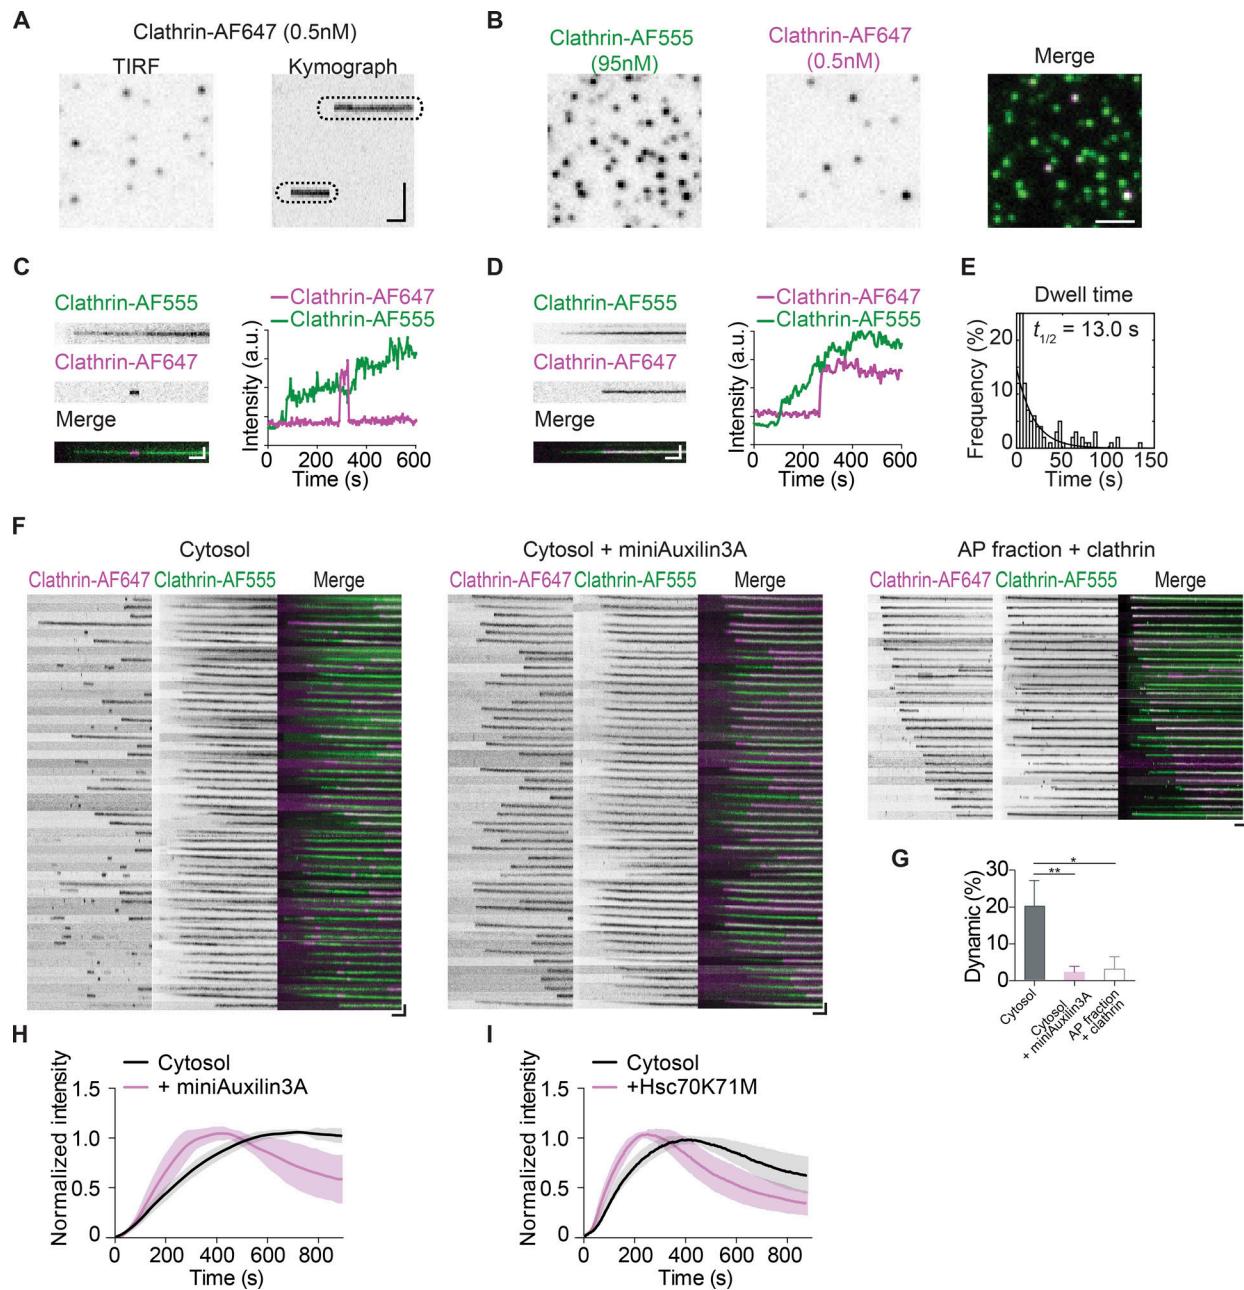 A
Clathrin-AF647 (0.5nM)
TIRF
Kymograph
B
Clathrin-AF555
(95nM)
Clathrin-AF647
(0.5nM)
Merge
C
Clathrin-AF555
Clathrin-AF647
Merge
Clathrin-AF647
Clathrin-AF555
Intensity (a.u.)
0 200 400 600
Time (s)
D
Clathrin-AF555
Clathrin-AF647
Merge
Clathrin-AF647
Clathrin-AF555
Intensity (a.u.)
0 200 400 600
Time (s)
E
Dwell time
t1/2 = 13.0 s
Frequency (%)
20
10
0
0 50 100 150
Time (s)
F
Cytosol
Clathrin-AF647 Clathrin-AF555 Merge
Cytosol + miniAuxilin3A
Clathrin-AF647 Clathrin-AF555 Merge
AP fraction + clathrin
Clathrin-AF647 Clathrin-AF555 Merge
G
Dynamic (%)
30
20
10
0
*
**
Cytosol
Cytosol
+ miniAuxilin3A
AP fraction
+ clathrin
H
Cytosol
+ miniAuxilin3A
Normalized intensity
1.5
1.0
0.5
0
0 200 400 600 800
Time (s)
I
Cytosol
+Hsc70K71M
Normalized intensity
1.5
1.0
0.5
0
0 200 400 600 800
Time (s)